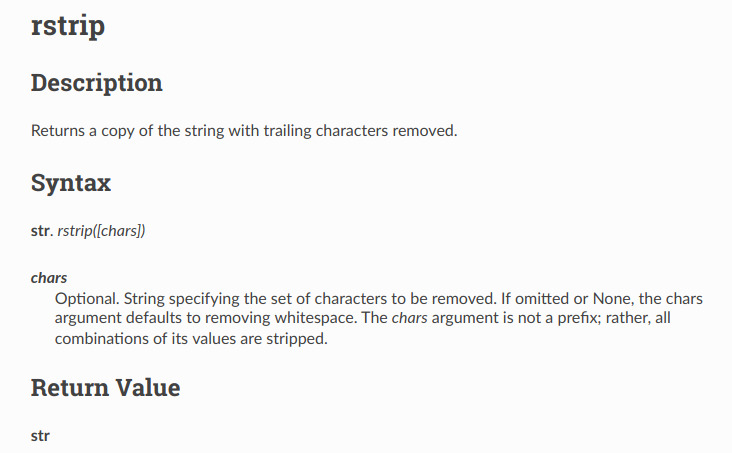 rstrip
Description
Returns a copy of the string with trailing characters removed.
Syntax
str. rstrip([chars])
chars
Optional. String specifying the set of characters to be removed. If omitted or None, the chars
argument defaults to removing whitespace. The chars argument is not a prefix; rather, all
combinations of its values are stripped.
Return Value
str